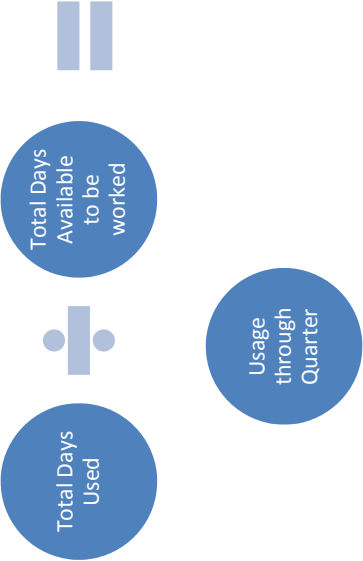 Total Days
Used
Total Days
Available
to be
worked
Usage
through
Quarter